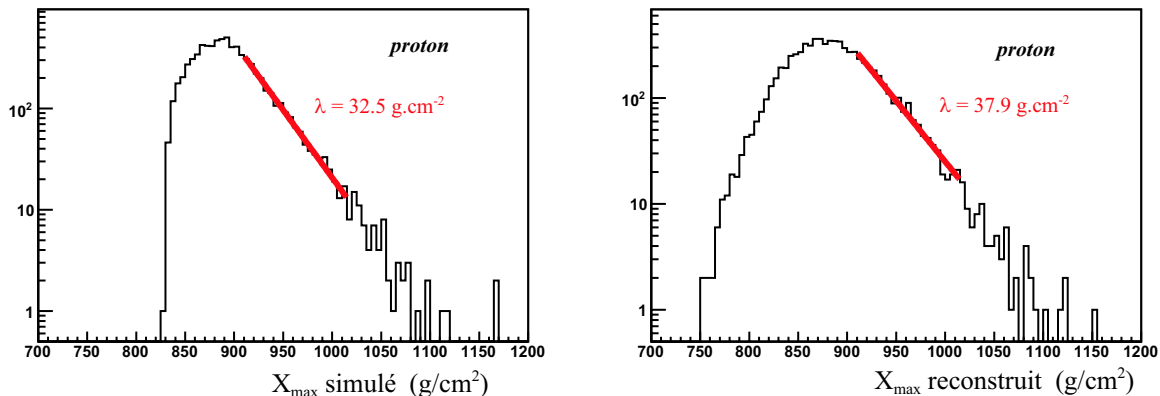 proton
λ = 32.5 g.cm-2
10²
10
1
700 750 800 850 900 950 1000 1050 1100 1150 1200
Xmax simulé (g/cm²)
proton
λ = 37.9 g.cm-2
10²
10
1
700 750 800 850 900 950 1000 1050 1100 1150 1200
Xmax reconstruit (g/cm²)